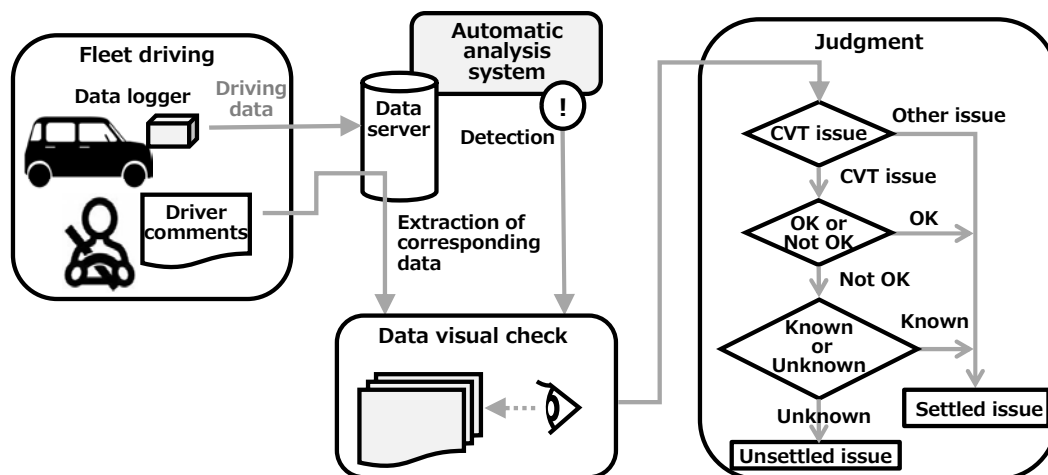 Fleet driving
Data logger
Driving
data
Driver
comments
Automatic
analysis
system
!
Data
server
Detection
Extraction of
corresponding
data
Data visual check
Judgment
CVT issue
Other issue
CVT issue
OK or
Not OK
OK
Not OK
Known
or
Unknown
Known
Unknown
Settled issue
Unsettled issue